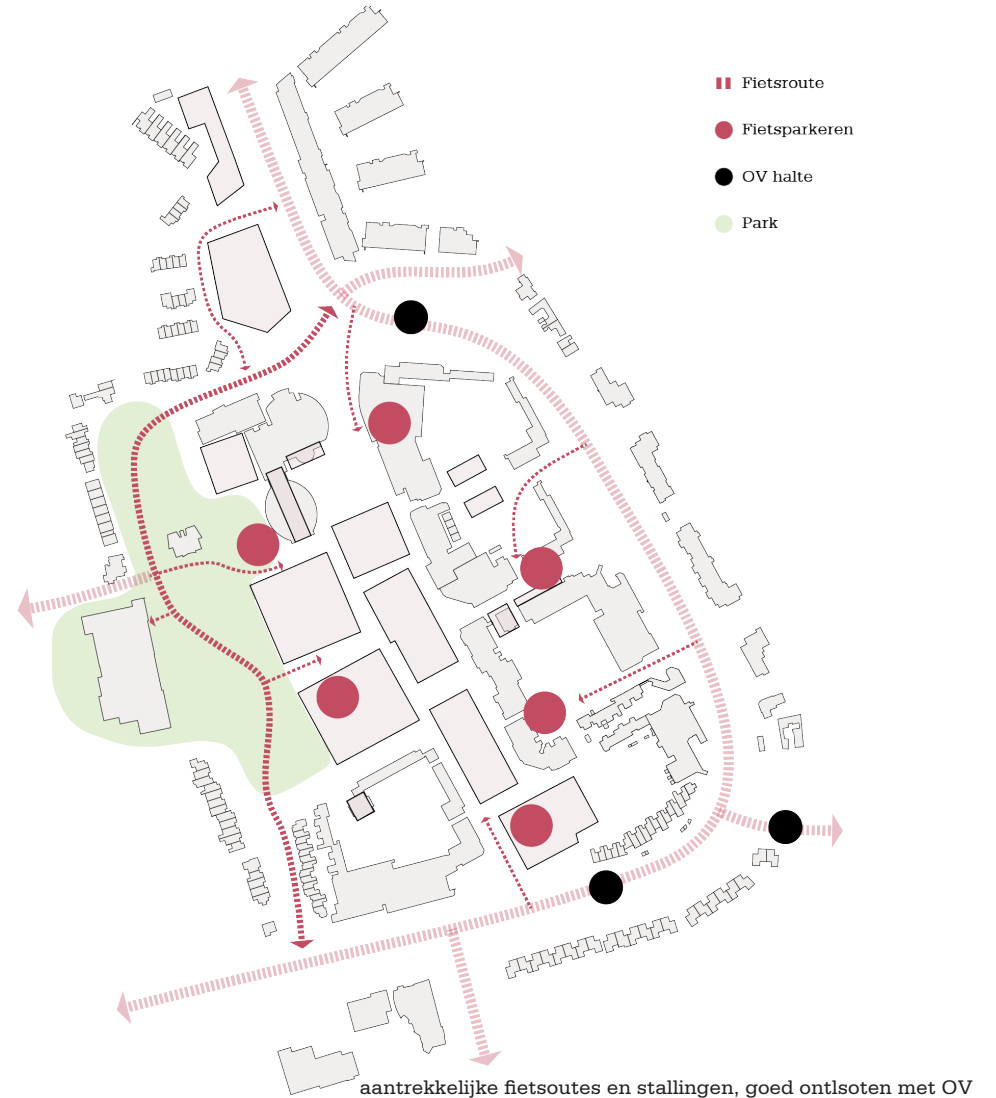 Fietsroute
Fietsparkeren
OV halte
Park
aantrekkelijke fietsoutes en stallingen, goed ontlsoten met OV